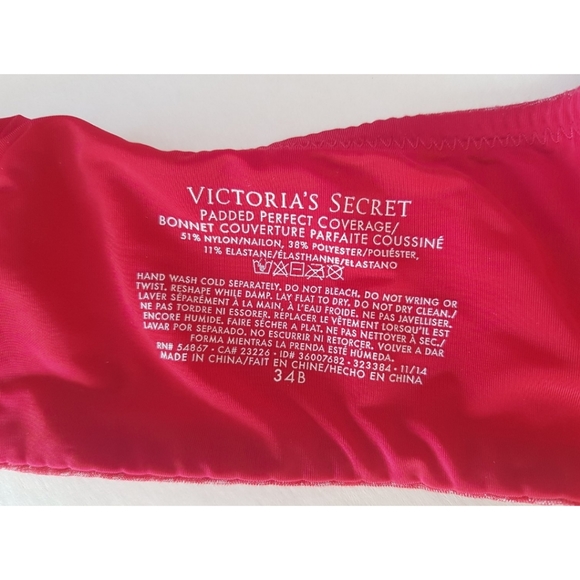 VICTORIA'S SECRET
PADDED PERFECT COVERAGE/
BONNET COUVERTURE PARFAITE COUSSINÉ
51% NYLON/NAILON, 38% POLYESTER/POLIÉSTER,
11% ELASTANE/ÉLASTHANNE/ELASTANO
HAND WASH COLD SEPARATELY. DO NOT BLEACH. DO NOT WRING OR
TWIST. RESHAPE WHILE DAMP. LAY FLAT TO DRY. DO NOT DRY CLEAN./
LAVER SÉPARÉMENT À LA MAIN, À L'EAU FROIDE. NE PAS JAVELLISER.
NE PAS TORDRE NI ESSORER. REPLACER LE VÊTEMENT LORSQU'IL EST
ENCORE HUMIDE. FAIRE SÉCHER A PLAT. NE PAS NETTOYER À SEC./
LAVAR POR SEPARADO. NO ESCURRIR NI RETORCER. VOLVER A DAR
FORMA MIENTRAS LA PRENDA ESTÉ HÚMEDA.
RN# 54867 • CA# 23226 • ID# 36007682 • 323384 • 11/14
MADE IN CHINA/FAIT EN CHINE/HECHO EN CHINA
34B